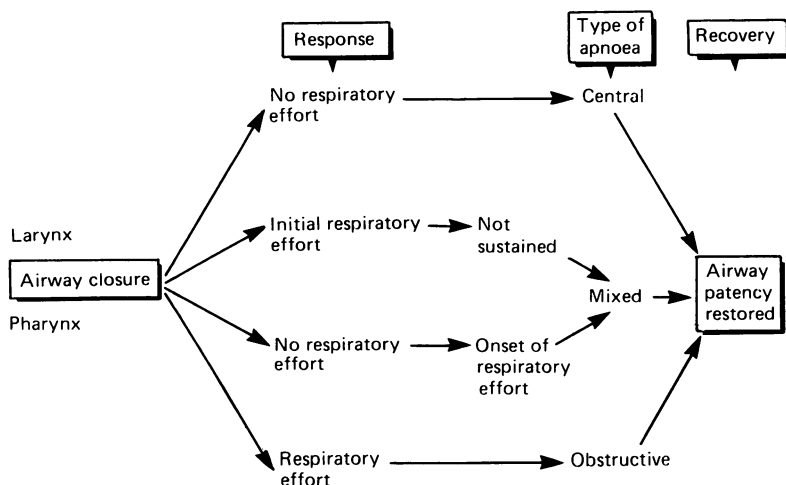 Response
Type of
apnoea
Recovery
No respiratory
effort
Central
Larynx
Airway closure
Pharynx
Initial respiratory
effort
Not
sustained
Mixed
Airway
patency
restored
No respiratory
effort
Onset of
respiratory
effort
Respiratory
effort
Obstructive